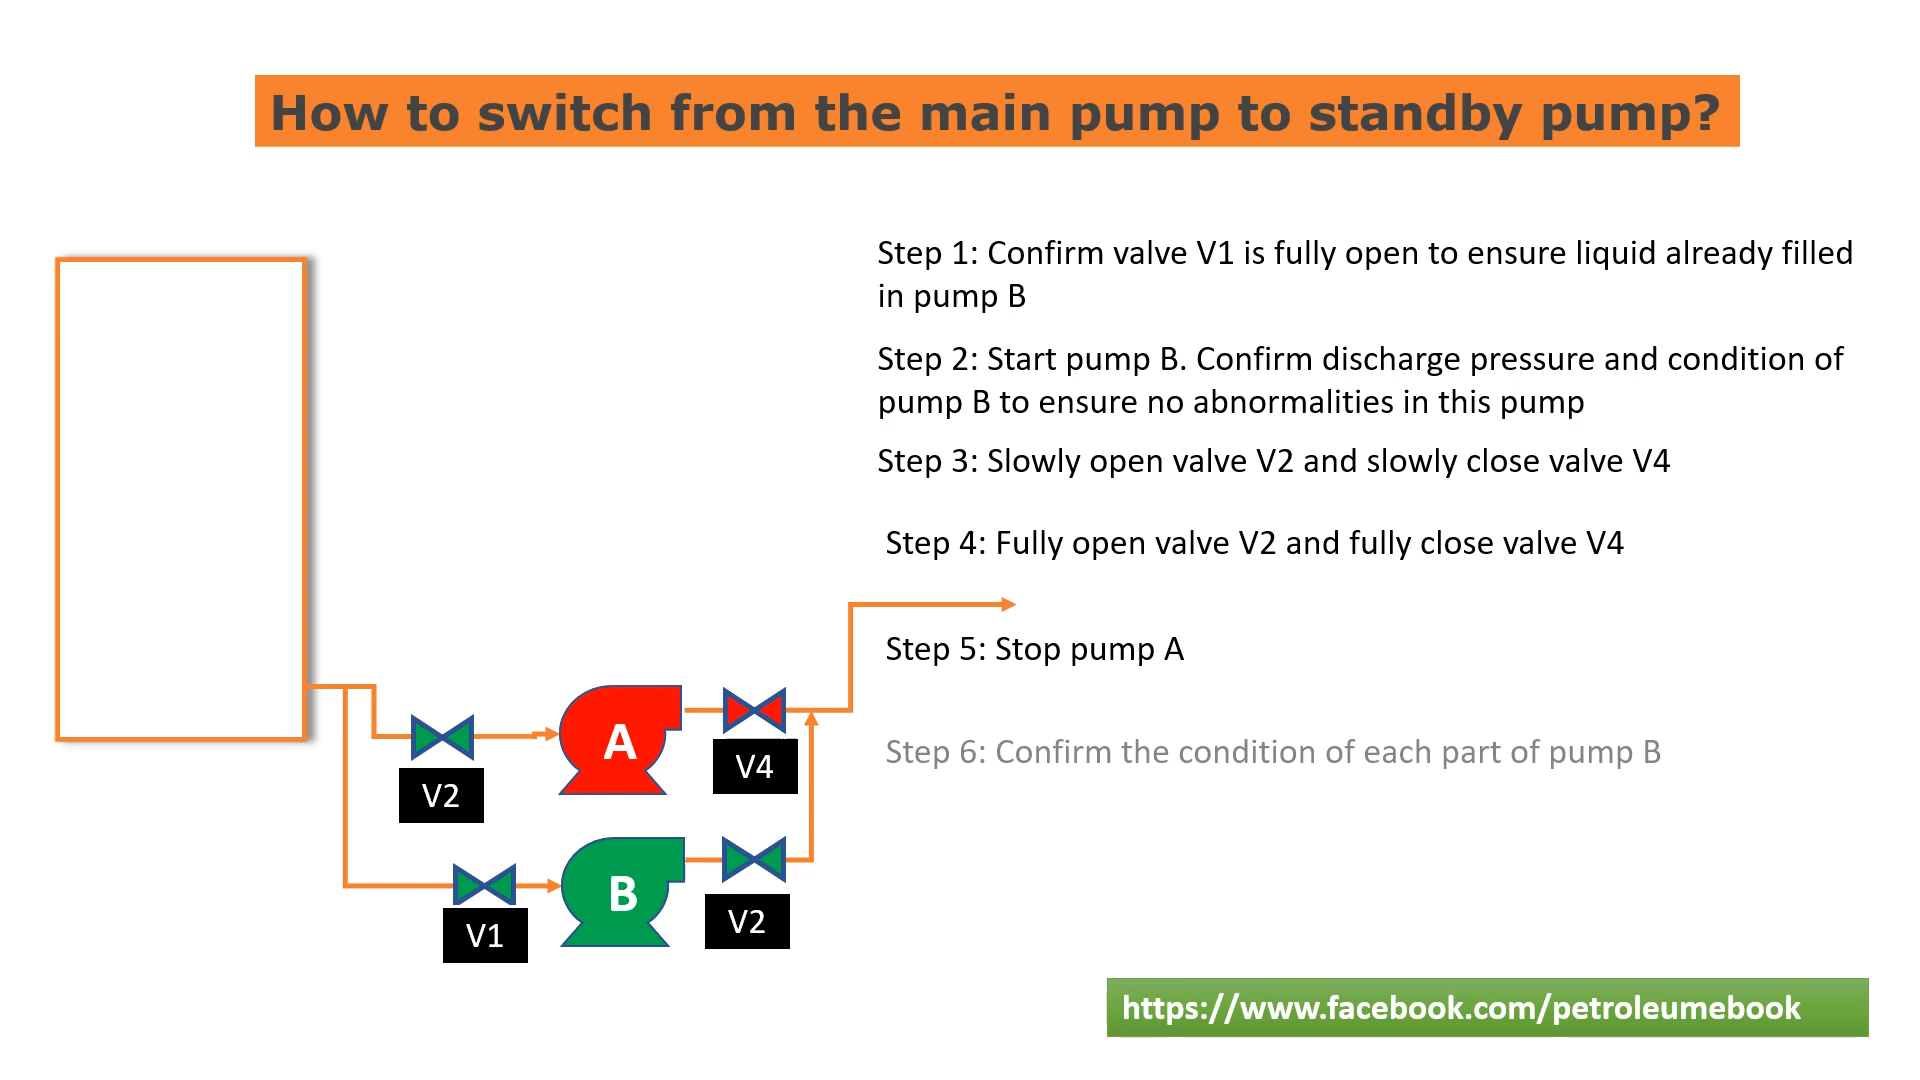 How to switch from the main pump to standby pump?
Step 1: Confirm valve V1 is fully open to ensure liquid already filled
in pump B
Step 2: Start pump B. Confirm discharge pressure and condition of
pump B to ensure no abnormalities in this pump
Step 3: Slowly open valve V2 and slowly close valve V4
Step 4: Fully open valve V2 and fully close valve V4
Step 5: Stop pump A
Step 6: Confirm the condition of each part of pump B
A
V4
V2
B
V1
V2
https://www.facebook.com/petroleumebook